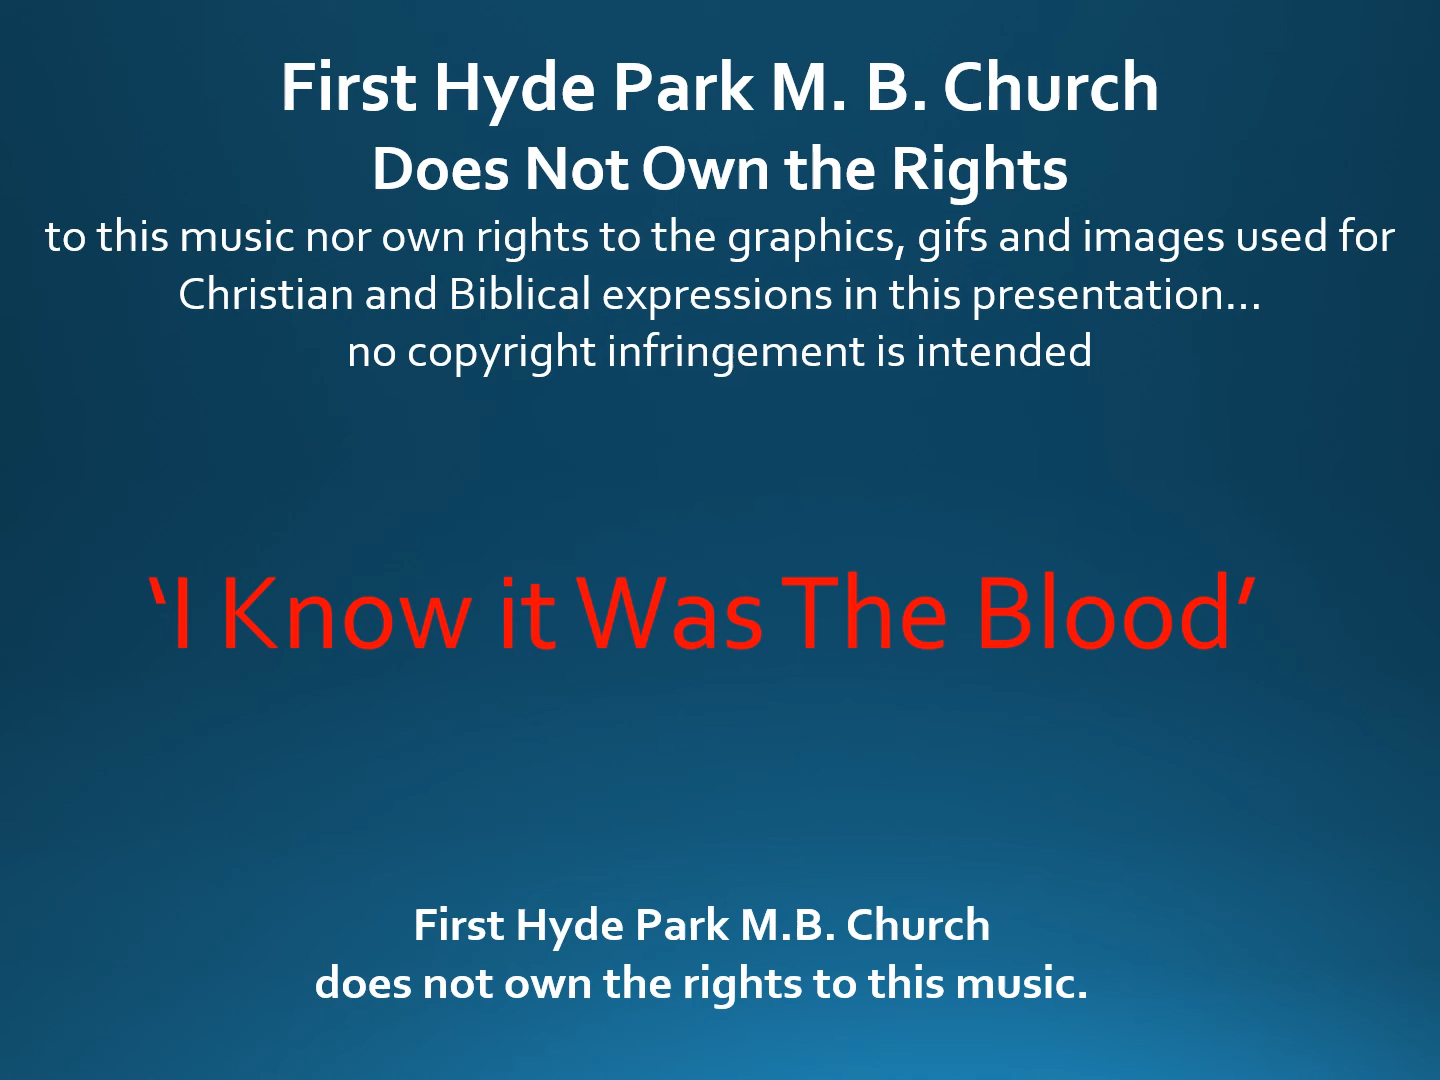 First Hyde Park M. B. Church
Does Not Own the Rights
to this music nor own rights to the graphics, gifs and images used for
Christian and Biblical expressions in this presentation...
no copyright infringement is intended
‘I Know it Was The Blood’
First Hyde Park M.B. Church
does not own the rights to this music.